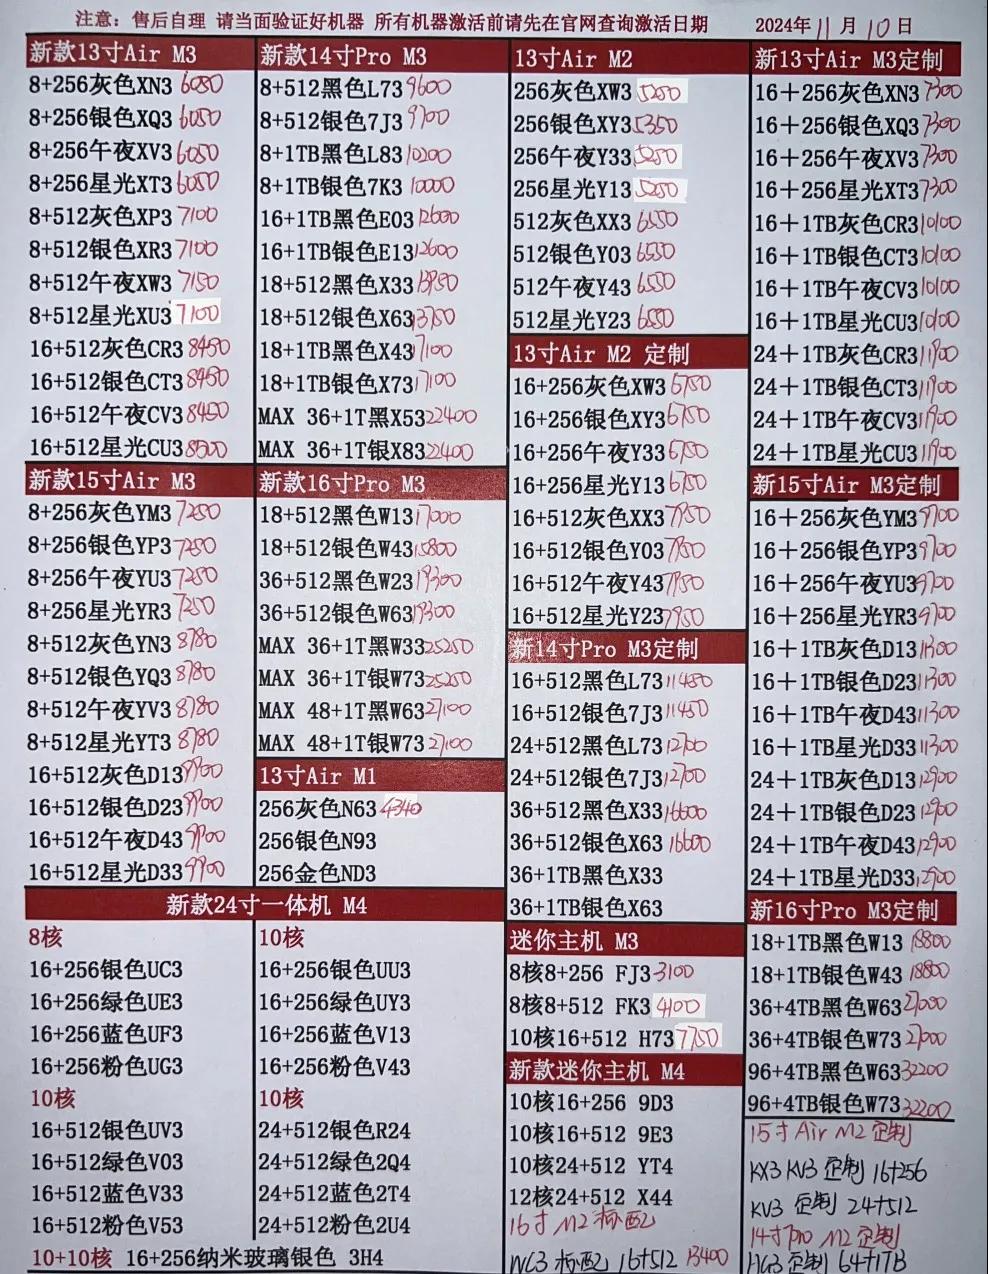 注意：售后自理 请当面验证好机器 所有机器激活前请先在官网查询激活日期 2024年11月10日
新款13寸Air M3
8+256灰色XN3 6080
8+256银色XQ3 6050
8+256午夜XV3 6050
8+256星光XT3 6050
8+512灰色XP3 7100
8+512银色XR3 7100
8+512午夜XW3 7150
8+512星光XU3 7100
16+512灰色CR3 8450
16+512银色CT3 8450
16+512午夜CV3 8450
16+512星光CU3 8500
新款15寸Air M3
8+256灰色YM3 7250
8+256银色YP3 7250
8+256午夜YU3 7250
8+256星光YR3 7250
8+512灰色YN3 8780
8+512银色YQ3 8780
8+512午夜YV3 8780
8+512星光YT3 8780
16+512灰色D13 9900
16+512银色D23 9900
16+512午夜D43 9900
16+512星光D33 9900
新款14寸Pro M3
8+512黑色L73 9600
8+512银色7J3 9700
8+1TB黑色L83 10200
8+1TB银色7K3 10000
16+1TB黑色E03 12600
16+1TB银色E13 12600
18+512黑色X33
18+512银色X63 13750
18+1TB黑色X43 17100
18+1TB银色X73 17100
MAX 36+1T黑X53 22400
MAX 36+1T银X83 22400
新款16寸Pro M3
18+512黑色W13 17000
18+512银色W43 15800
36+512黑色W23 19300
36+512银色W63 19300
MAX 36+1T黑W33 25250
MAX 36+1T银W73 25250
MAX 48+1T黑W63 27100
MAX 48+1T银W73 27100
13寸Air M1
256灰色N63 4340
256银色N93
256金色ND3
新款24寸一体机 M4
8核
16+256银色UC3
16+256绿色UE3
16+256蓝色UF3
16+256粉色UG3
10核
16+512银色UV3
16+512绿色V03
16+512蓝色V33
16+512粉色V53
10核
16+256银色UU3
16+256绿色UY3
16+256蓝色V13
16+256粉色V43
10核
24+512银色R24
24+512绿色2Q4
24+512蓝色2T4
24+512粉色2U4
10+10核 16+256纳米玻璃银色 3H4
13寸Air M2
256灰色XW3 5250
256银色XY3 5350
256午夜Y33 5250
256星光Y13 5250
512灰色XX3 6550
512银色Y03 6550
512午夜Y43 6550
512星光Y23 6550
13寸Air M2 定制
16+256灰色XW3 6750
16+256银色XY3 6750
16+256午夜Y33 6750
16+256星光Y13 6750
16+512灰色XX3 7950
16+512银色Y03 7950
16+512午夜Y43 7950
16+512星光Y23 7950
新14寸Pro M3定制
16+512黑色L73 11450
16+512银色7J3 11450
24+512黑色L73 12700
24+512银色7J3 12700
36+512黑色X33 16600
36+512银色X63 16600
36+1TB黑色X33
36+1TB银色X63
迷你主机 M3
8核8+256 FJ3 3100
8核8+512 FK3 4100
10核16+512 H73 7750
新款迷你主机 M4
10核16+256 9D3
10核16+512 9E3
10核24+512 YT4
12核24+512 X44
16寸 M2 标配
NC3 标配 16+512 13400
新13寸Air M3定制
16+256灰色XN3 7300
16+256银色XQ3 7300
16+256午夜XV3 7300
16+256星光XT3 7300
16+1TB灰色CR3 10100
16+1TB银色CT3 10100
16+1TB午夜CV3 10100
16+1TB星光CU3 10100
24+1TB灰色CR3 11900
24+1TB银色CT3 11900
24+1TB午夜CV3 11900
24+1TB星光CU3 11900
新15寸Air M3定制
16+256灰色YM3 9700
16+256银色YP3 9700
16+256午夜YU3 9700
16+256星光YR3 9700
16+1TB灰色D13 11300
16+1TB银色D23 11300
16+1TB午夜D43 11300
16+1TB星光D33 11300
24+1TB灰色D13 12900
24+1TB银色D23 12900
24+1TB午夜D43 12900
24+1TB星光D33 12900
新16寸Pro M3定制
18+1TB黑色W13 18800
18+1TB银色W43 18800
36+4TB黑色W63 27000
36+4TB银色W73 27000
96+4TB黑色W63 32200
96+4TB银色W73 32200
15寸Air M2 定制
KX3 KV3 定制 16+256
KV3 定制 24+512
14寸Pro M2 定制
HG3 定制 64+1TB